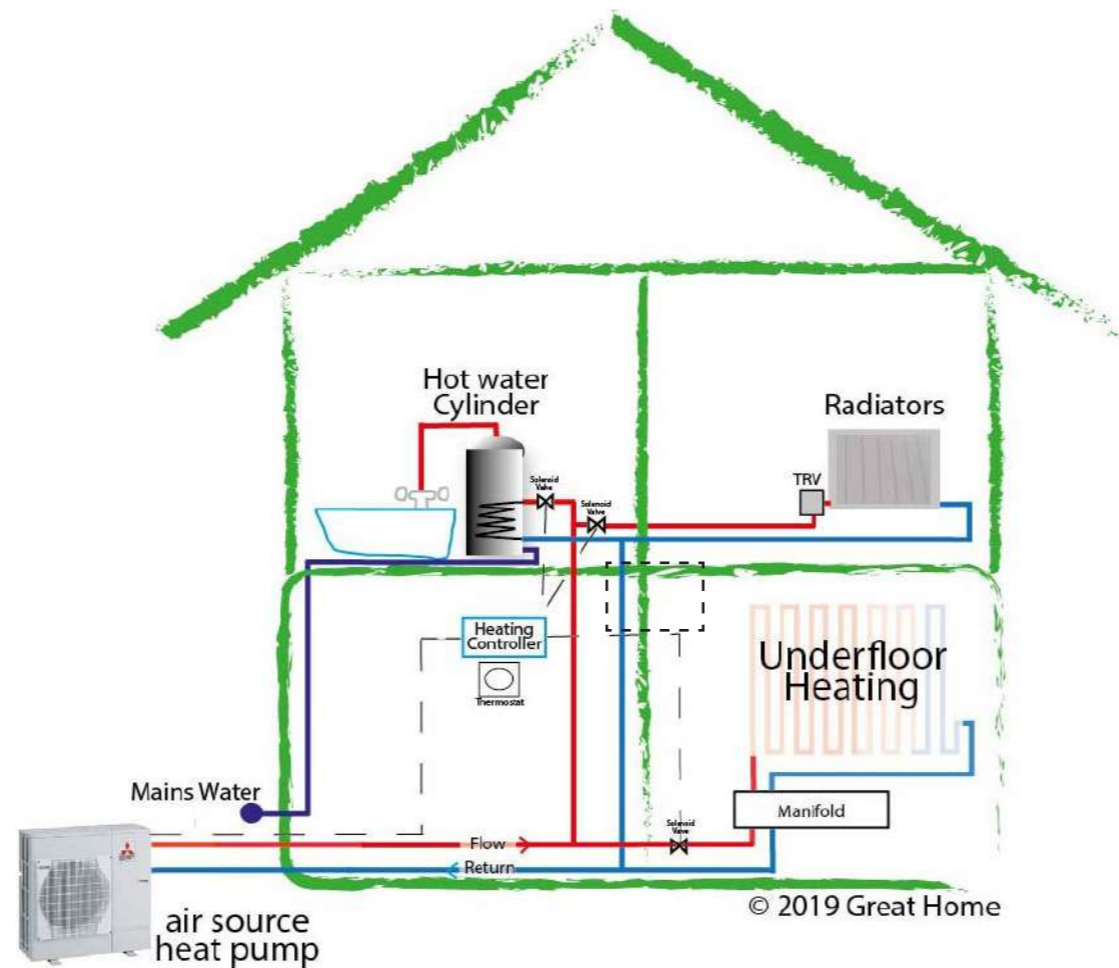 Hot water
Cylinder
Radiators
Solenoid
Valve
Solenoid
Valve
TRV
Heating
Controller
Thermostat
Underfloor
Heating
Mains Water
Manifold
Solenoid
Valve
Flow
Return
© 2019 Great Home
air source
heat pump